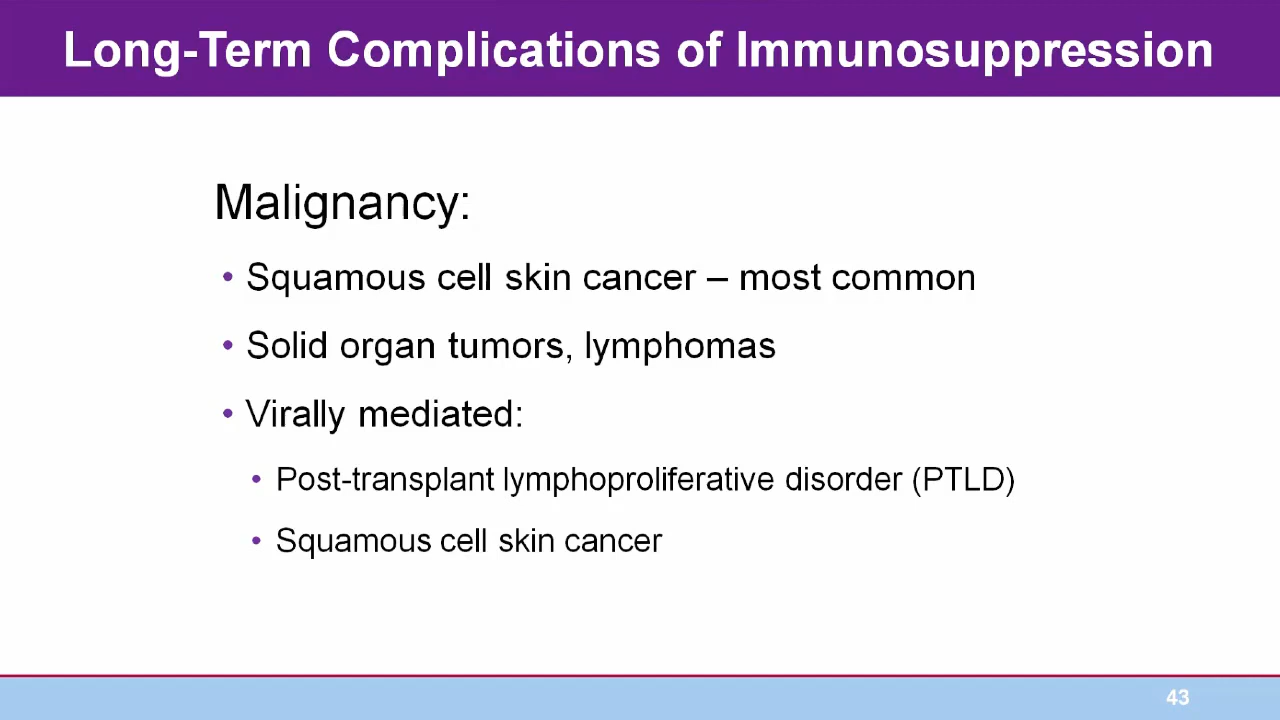 Long-Term Complications of Immunosuppression
Malignancy:
• Squamous cell skin cancer – most common
• Solid organ tumors, lymphomas
• Virally mediated:
• Post-transplant lymphoproliferative disorder (PTLD)
• Squamous cell skin cancer
43